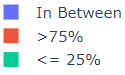 In Between
>75%
<= 25%